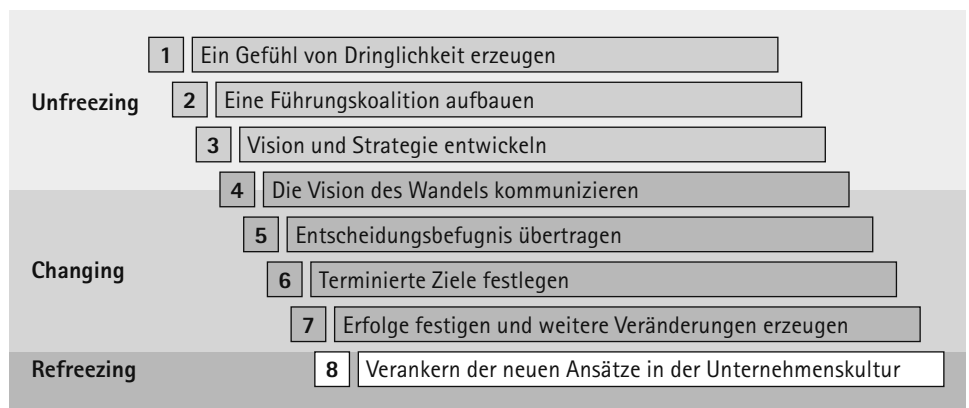 1 Ein Gefühl von Dringlichkeit erzeugen
Unfreezing 2 Eine Führungskoalition aufbauen
3 Vision und Strategie entwickeln
4 Die Vision des Wandels kommunizieren
5 Entscheidungsbefugnis übertragen
Changing 6 Terminierte Ziele festlegen
7 Erfolge festigen und weitere Veränderungen erzeugen
Refreezing 8 Verankern der neuen Ansätze in der Unternehmenskultur